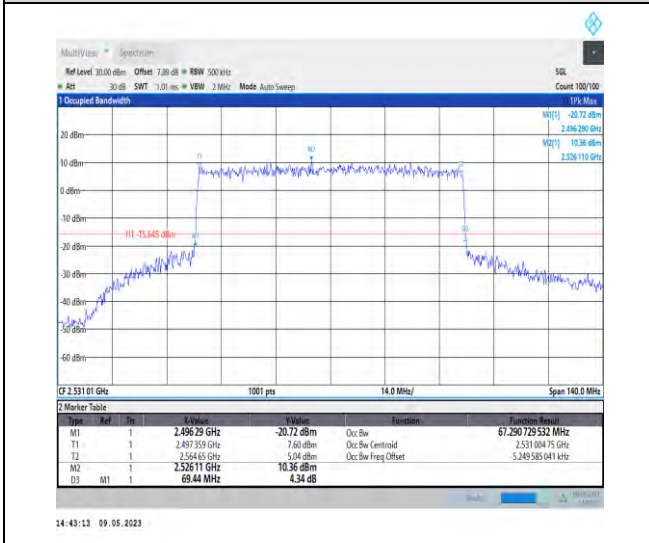 MultiView Spectrum
Ref Level 30.00 dBm Offset 7.89 dB RBW 500 kHz SGL
Att 30 dB SWT 1.01 ms VBW 2 MHz Mode Auto Sweep Count 100/100
1 Occupied Bandwidth 1Pk Max
M1[1] -20.72 dBm
2.496 290 GHz
M2[1] 10.36 dBm
2.526 110 GHz
20 dBm
10 dBm
0 dBm
-10 dBm
-20 dBm
-30 dBm
-40 dBm
-50 dBm
-60 dBm
T1
M2
H1 -15.645 dBm
M1
D3
CF 2.531 01 GHz 1001 pts 14.0 MHz/ Span 140.0 MHz
2 Marker Table
Type Ref Trc X-Value Y-Value Function Function Result
M1 1 2.496 29 GHz -20.72 dBm Occ Bw 67.290 729 532 MHz
T1 1 2.497 359 GHz 7.60 dBm Occ Bw Centroid 2.531 004 75 GHz
T2 1 2.564 65 GHz 5.04 dBm Occ Bw Freq Offset -5.249 585 041 kHz
M2 1 2.526 11 GHz 10.36 dBm
D3 M1 1 69.44 MHz 4.34 dB
14:43:13 09.05.2023